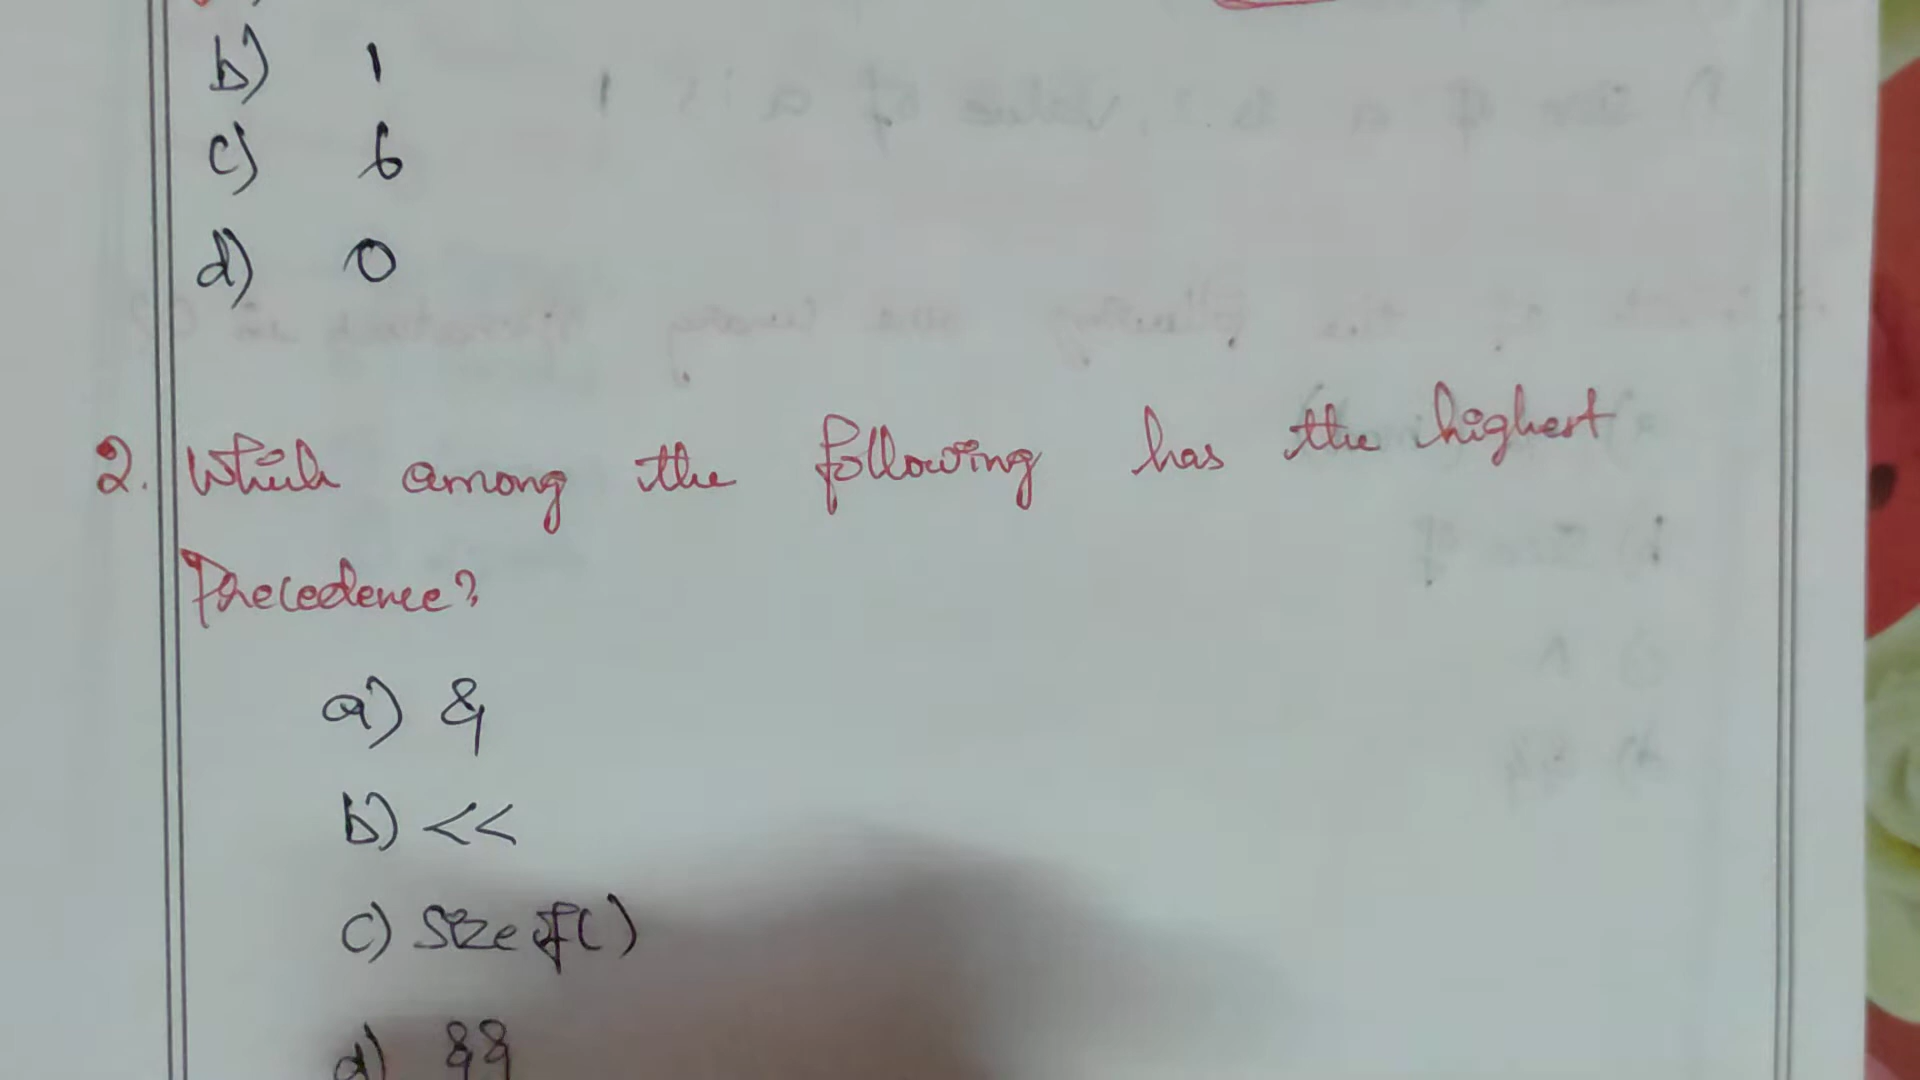 b) 1
c) 6
d) 0
2. Which among the following has the highest
Precedence?
a) &
b) <<
c) Sizeof()
d) &&